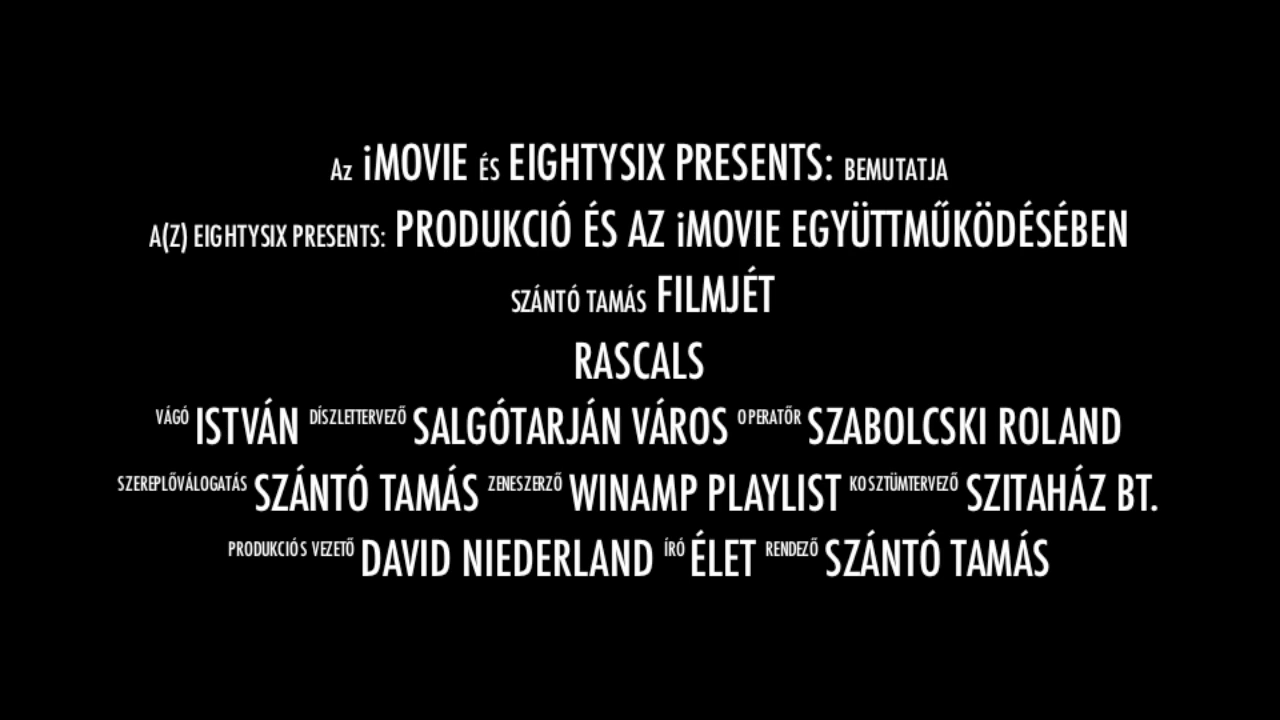 Az iMOVIE ÉS EIGHTYSIX PRESENTS: BEMUTATJA
A(Z) EIGHTYSIX PRESENTS: PRODUKCIÓ ÉS AZ iMOVIE EGYÜTTMŰKÖDÉSÉBEN
SZÁNTÓ TAMÁS FILMJÉT
RASCALS
VÁGÓ ISTVÁN DÍSZLETTERVEZŐ SALGÓTARJÁN VÁROS OPERATŐR SZABOLCSKI ROLAND
SZEREPLŐVÁLOGATÁS SZÁNTÓ TAMÁS ZENESZERZŐ WINAMP PLAYLIST KOSZTÜMTERVEZŐ SZITAHÁZ BT.
PRODUKCIÓS VEZETŐ DAVID NIEDERLAND ÍRÓ ÉLET RENDEZŐ SZÁNTÓ TAMÁS